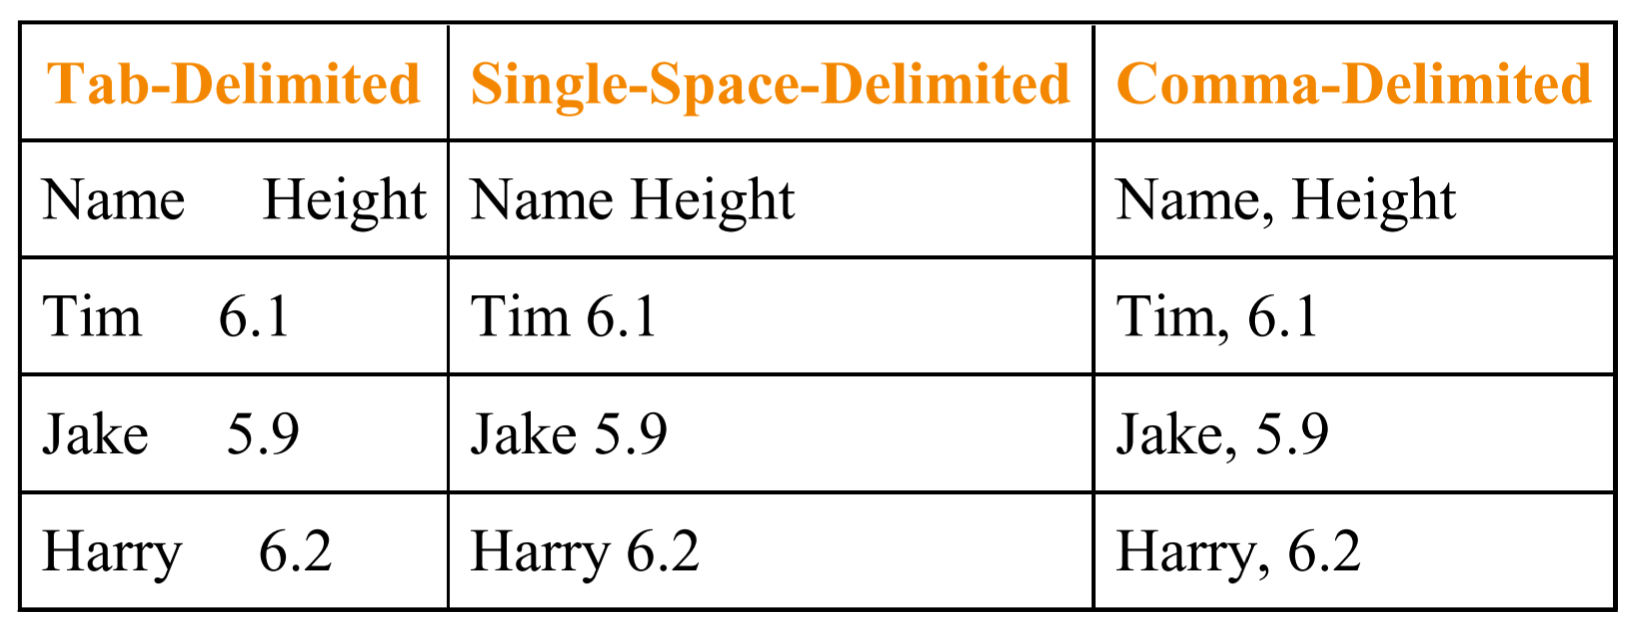 Tab-Delimited Single-Space-Delimited Comma-Delimited
Name Height Name Height Name, Height
Tim 6.1 Tim 6.1 Tim, 6.1
Jake 5.9 Jake 5.9 Jake, 5.9
Harry 6.2 Harry 6.2 Harry, 6.2